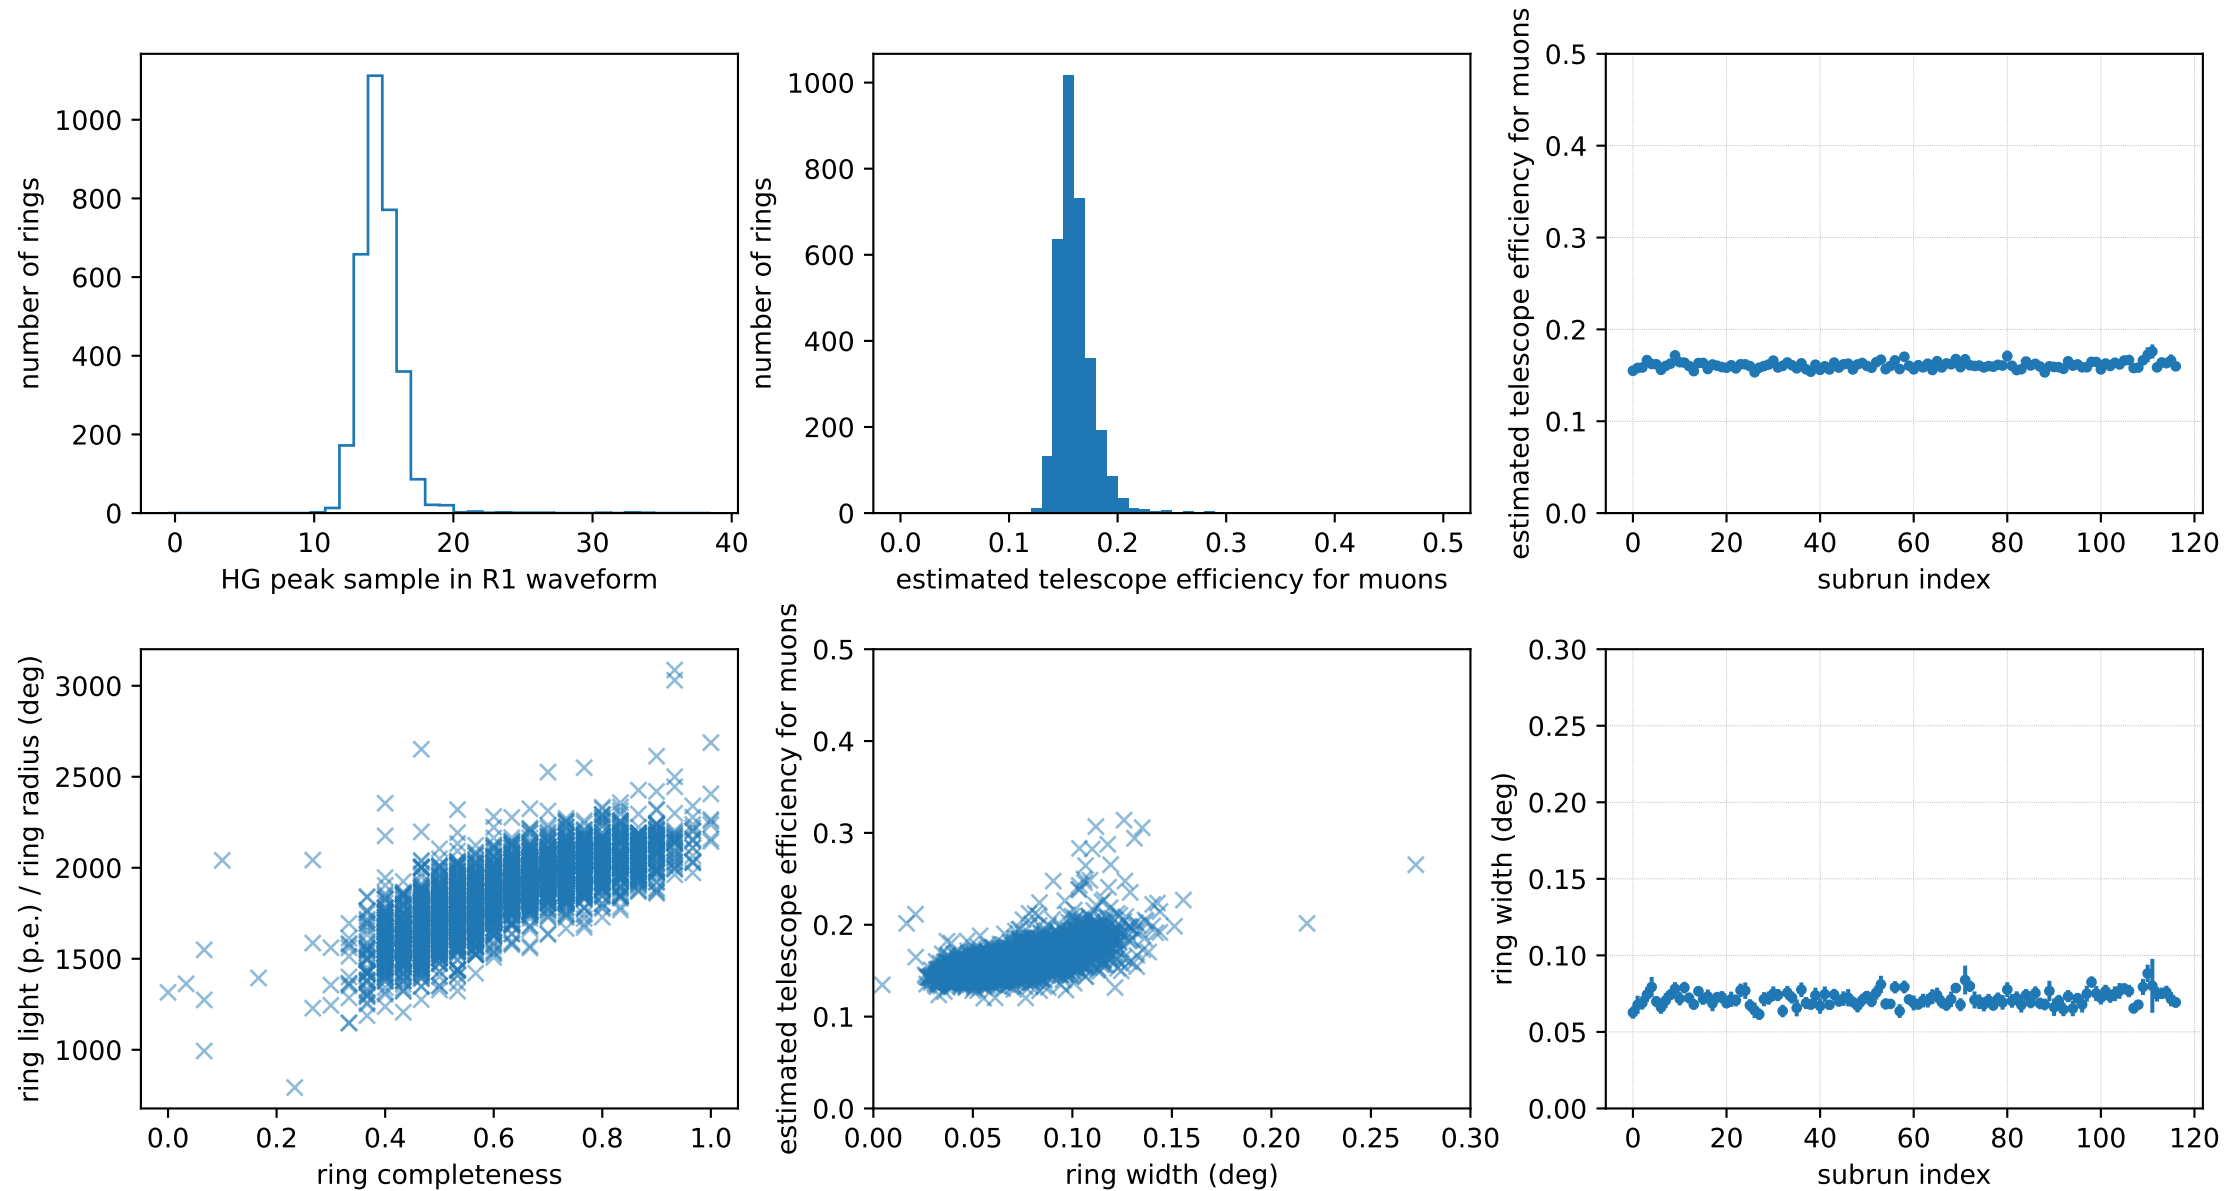 number of rings
1000
800
600
400
200
0
0 10 20 30 40
HG peak sample in R1 waveform
number of rings
1000
800
600
400
200
0
0.0 0.1 0.2 0.3 0.4 0.5
estimated telescope efficiency for muons
estimated telescope efficiency for muons
0.5
0.4
0.3
0.2
0.1
0.0
0 20 40 60 80 100 120
subrun index
ring light (p.e.) / ring radius (deg)
3000
2500
2000
1500
1000
0.0 0.2 0.4 0.6 0.8 1.0
ring completeness
estimated telescope efficiency for muons
0.5
0.4
0.3
0.2
0.1
0.0
0.00 0.05 0.10 0.15 0.20 0.25 0.30
ring width (deg)
ring width (deg)
0.30
0.25
0.20
0.15
0.10
0.05
0.00
0 20 40 60 80 100 120
subrun index